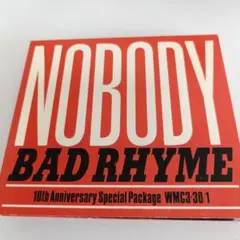 NOBODY
BAD RHYME
10th Anniversary Special Package WMC3-30 1